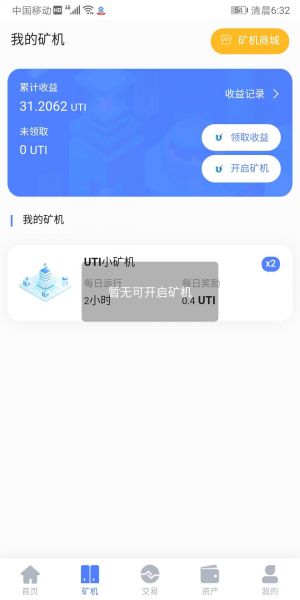 中国移动 HD 46 54 清晨6:32
我的矿机
矿机商城
累计收益
31.2062 UTI
收益记录
未领取
0 UTI
领取收益
开启矿机
我的矿机
UTI小矿机
x2
每日运行
每日奖励
暂无可开启矿机
2小时
0.4 UTI
首页
矿机
交易
资产
我的